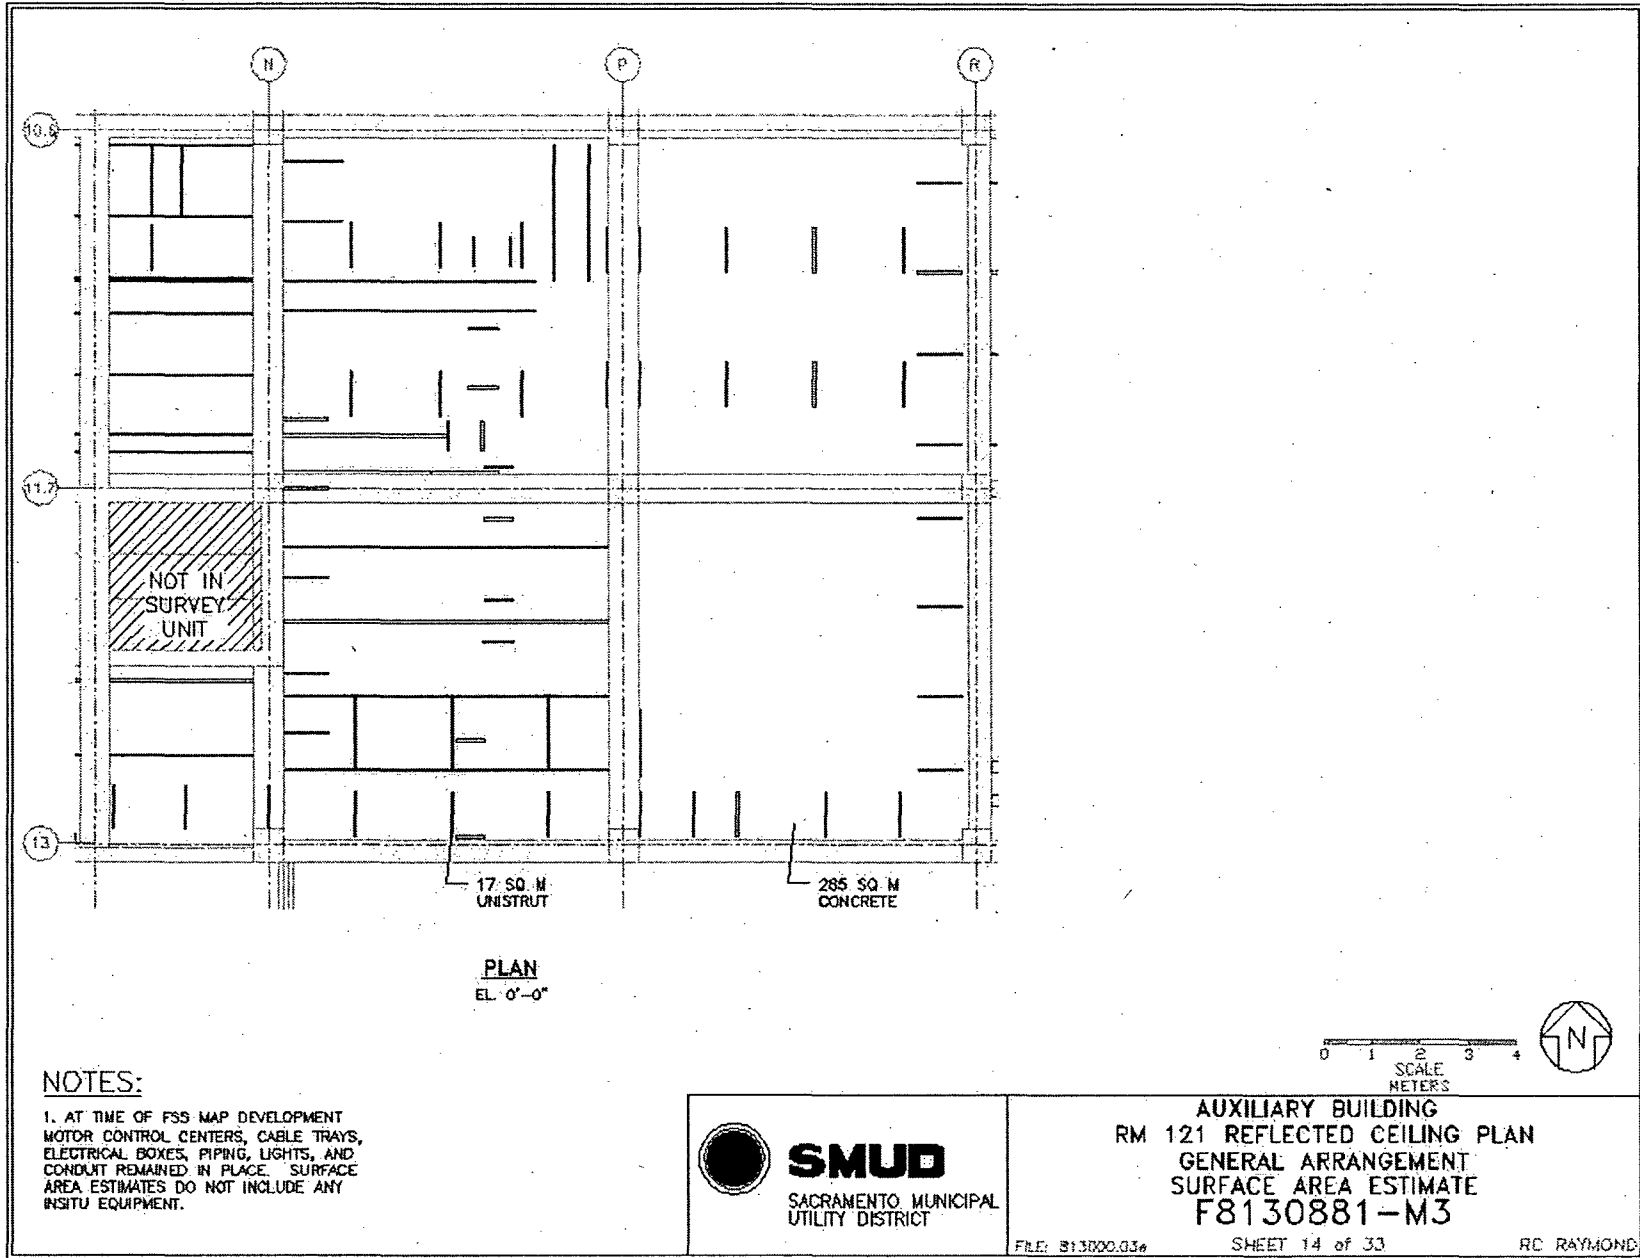 N
P
R
10.6
11.7
NOT IN
SURVEY
UNIT
13
17 SQ M
UNISTRUT
285 SQ M
CONCRETE
PLAN
EL. 0'-0"
N
0 1 2 3 4
SCALE
METERS
NOTES:
1. AT TIME OF FSS MAP DEVELOPMENT
MOTOR CONTROL CENTERS, CABLE TRAYS,
ELECTRICAL BOXES, PIPING, LIGHTS, AND
CONDUIT REMAINED IN PLACE. SURFACE
AREA ESTIMATES DO NOT INCLUDE ANY
INSITU EQUIPMENT.
SMUD
SACRAMENTO MUNICIPAL
UTILITY DISTRICT
AUXILIARY BUILDING
RM 121 REFLECTED CEILING PLAN
GENERAL ARRANGEMENT
SURFACE AREA ESTIMATE
F8130881-M3
FILE: 813000.03e SHEET 14 of 33 RC RAYMOND